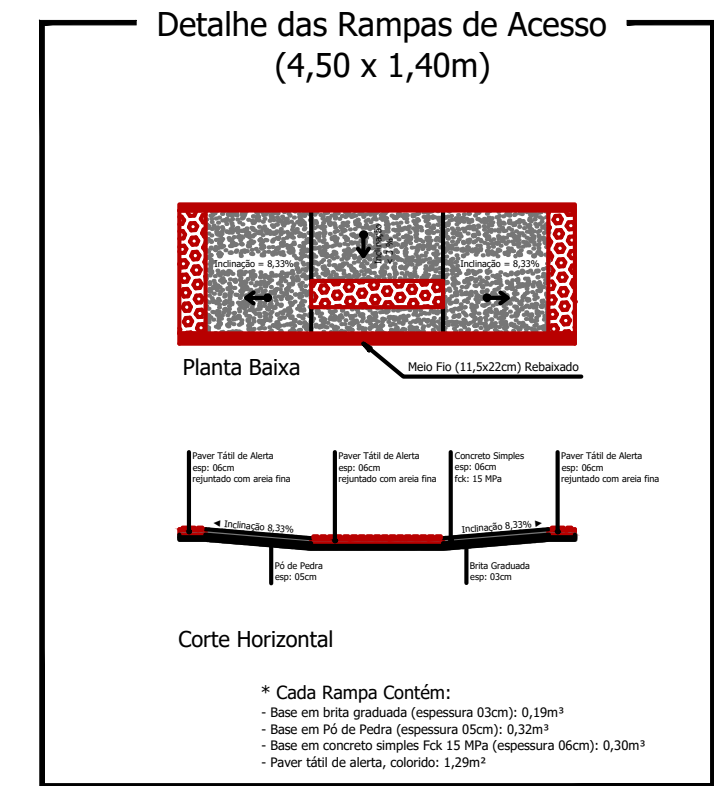 Detalhe das Rampas de Acesso
(4,50 x 1,40m)
Inclinação = 8,33%
Inclinação
Inclinação = 8,33%
Planta Baixa
Meio Fio (11,5x22cm) Rebaixado
Paver Tátil de Alerta
esp: 06cm
rejuntado com areia fina
Paver Tátil de Alerta
esp: 06cm
rejuntado com areia fina
Concreto Simples
esp: 06cm
fck: 15 MPa
Paver Tátil de Alerta
esp: 06cm
rejuntado com areia fina
Inclinação 8,33%
Inclinação 8,33%
Pó de Pedra
esp: 05cm
Brita Graduada
esp: 03cm
Corte Horizontal
* Cada Rampa Contém:
- Base em brita graduada (espessura 03cm): 0,19m³
- Base em Pó de Pedra (espessura 05cm): 0,32m³
- Base em concreto simples Fck 15 MPa (espessura 06cm): 0,30m³
- Paver tátil de alerta, colorido: 1,29m²